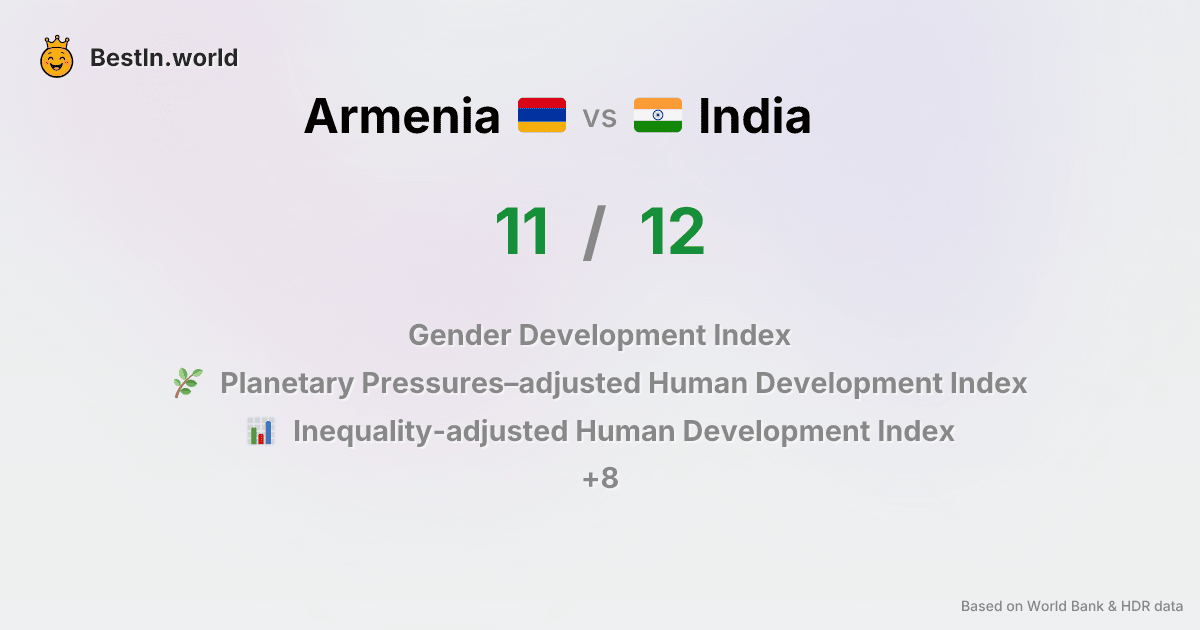 BestIn.world
Armenia vs India
11 / 12
Gender Development Index
Planetary Pressures–adjusted Human Development Index
Inequality-adjusted Human Development Index
+8
Based on World Bank & HDR data